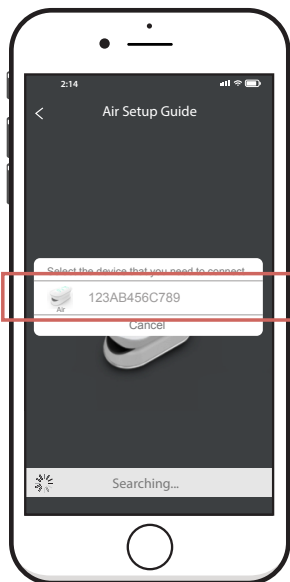 2:14
Air Setup Guide
Select the device that you need to connect
123AB456C789
Air
Cancel
Searching...